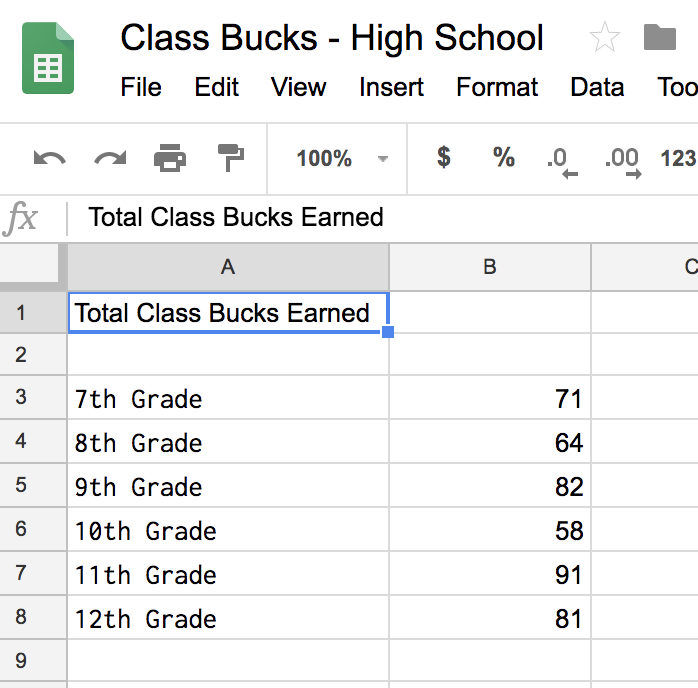 Class Bucks - High School
File Edit View Insert Format Data Too
100% $ % .0 .00 123
fx Total Class Bucks Earned
A B C
1 Total Class Bucks Earned
2
3 7th Grade 71
4 8th Grade 64
5 9th Grade 82
6 10th Grade 58
7 11th Grade 91
8 12th Grade 81
9